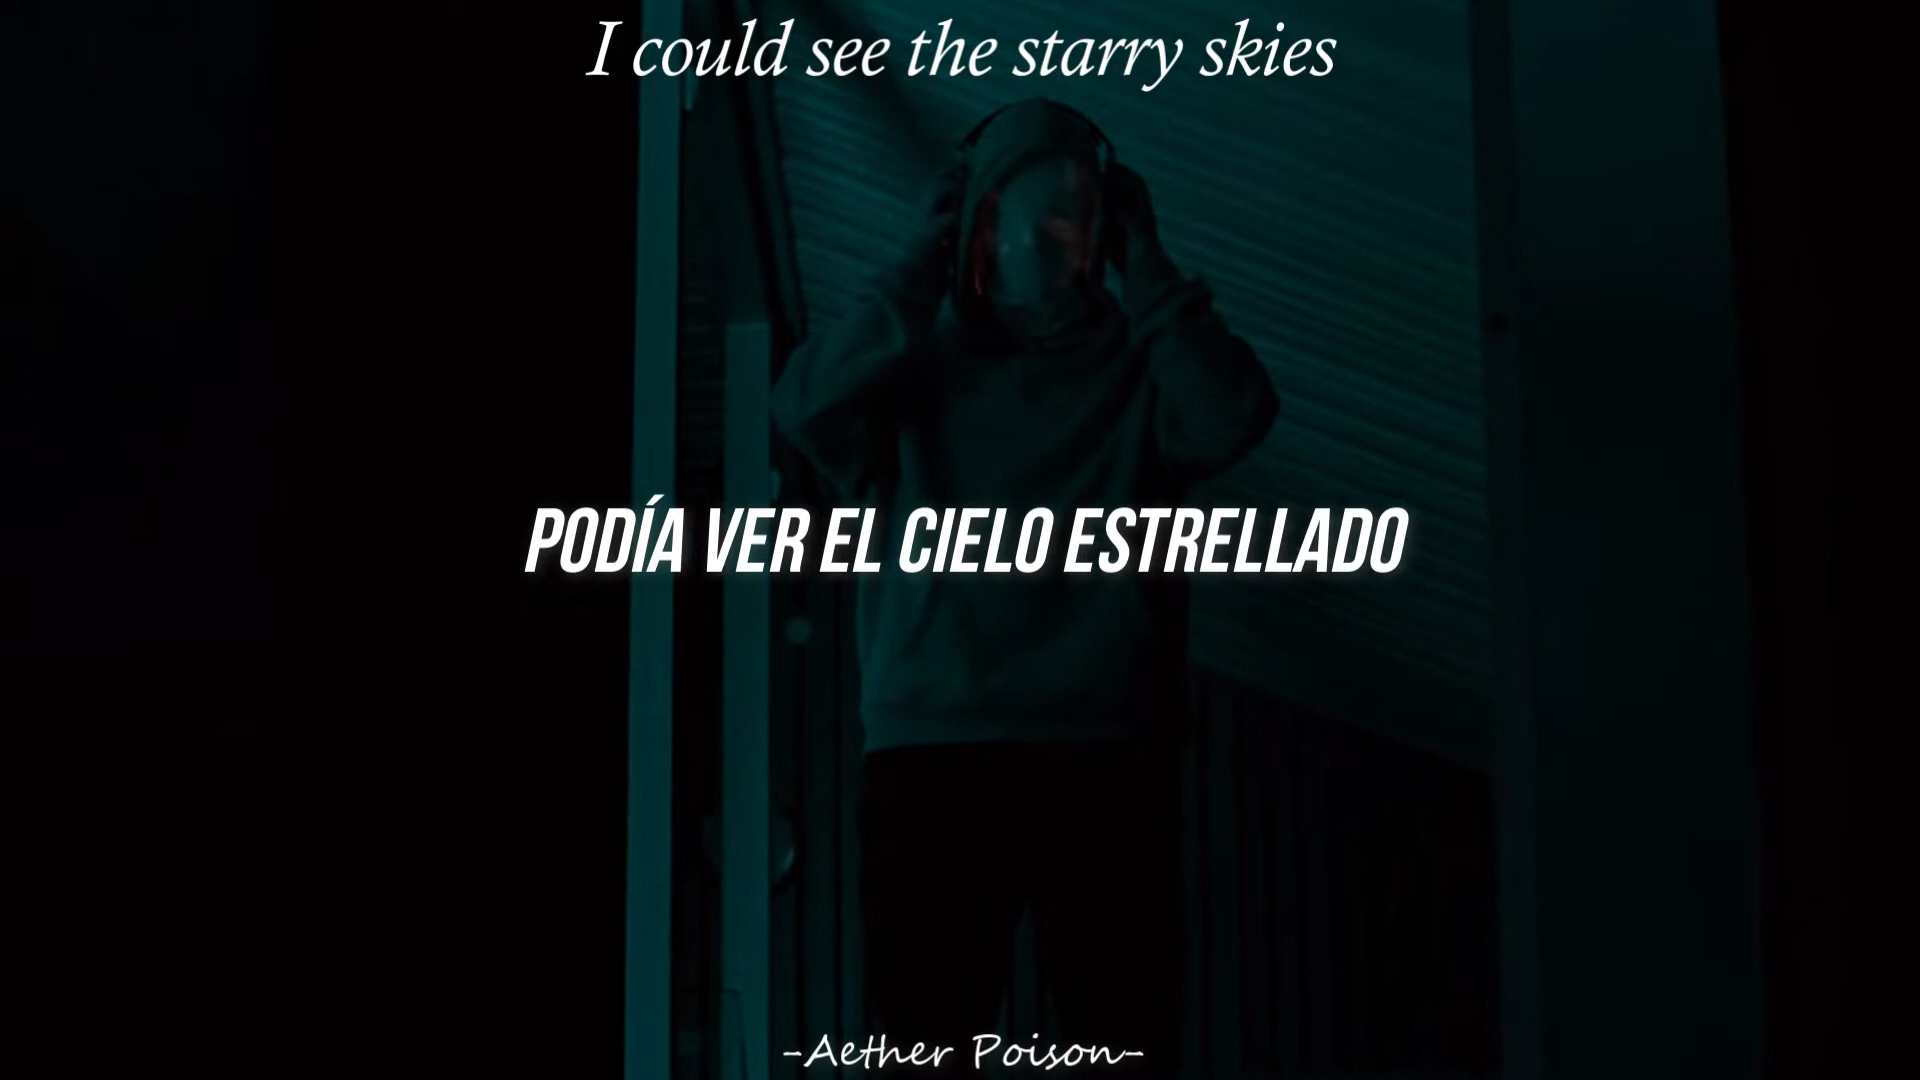 I could see the starry skies
PODÍA VER EL CIELO ESTRELLADO
-Aether Poison-